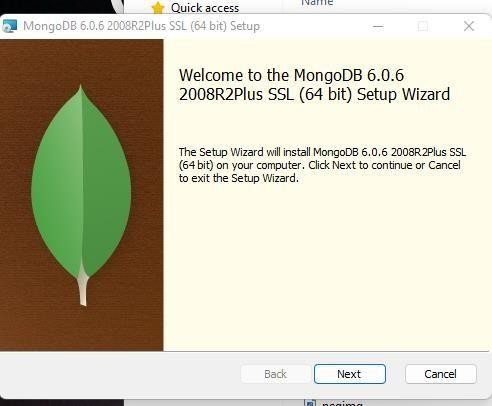 Quick access
Name
MongoDB 6.0.6 2008R2Plus SSL (64 bit) Setup
Welcome to the MongoDB 6.0.6
2008R2Plus SSL (64 bit) Setup Wizard
The Setup Wizard will install MongoDB 6.0.6 2008R2Plus SSL
(64 bit) on your computer. Click Next to continue or Cancel
to exit the Setup Wizard.
Back
Next
Cancel